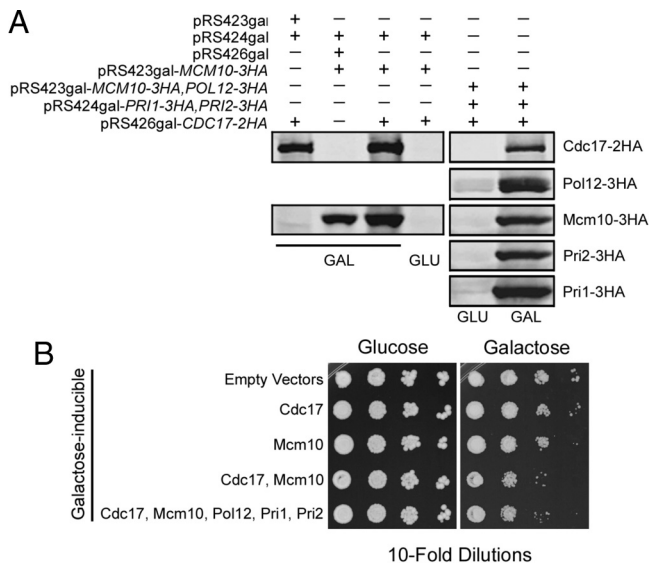 A
pRS423gal + – – –
pRS424gal + + + +
pRS426gal – + – –
pRS423gal-MCM10-3HA – + + +
pRS423gal-MCM10-3HA,POL12-3HA + +
pRS424gal-PRI1-3HA,PRI2-3HA + +
pRS426gal-CDC17-2HA + – + + + +
Cdc17-2HA
Pol12-3HA
Mcm10-3HA
Pri2-3HA
Pri1-3HA
GAL GLU
GLU GAL
B
Glucose Galactose
Galactose-inducible
Empty Vectors
Cdc17
Mcm10
Cdc17, Mcm10
Cdc17, Mcm10, Pol12, Pri1, Pri2
10-Fold Dilutions